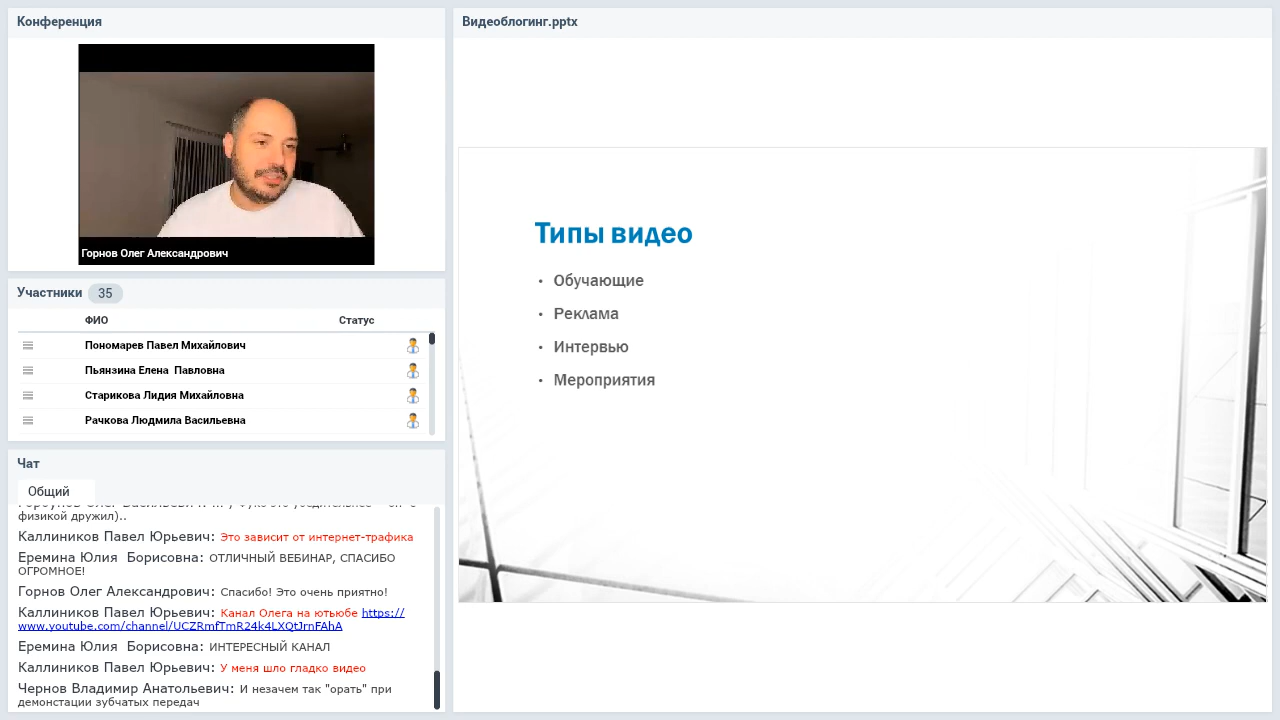 Конференция
Горнов Олег Александрович
Участники 35
ФИО Статус
Пономарев Павел Михайлович
Пьянзина Елена  Павловна
Старикова Лидия Михайловна
Рачкова Людмила Васильевна
Чат
Общий
физикой дружил)..
Каллиников Павел Юрьевич: Это зависит от интернет-трафика
Еремина Юлия  Борисовна: ОТЛИЧНЫЙ ВЕБИНАР, СПАСИБО
ОГРОМНОЕ!
Горнов Олег Александрович: Спасибо! Это очень приятно!
Каллиников Павел Юрьевич: Канал Олега на ютьюбе https://
www.youtube.com/channel/UCZRmfTmR24k4LXQtJrnFAhA
Еремина Юлия  Борисовна: ИНТЕРЕСНЫЙ КАНАЛ
Каллиников Павел Юрьевич: У меня шло гладко видео
Чернов Владимир Анатольевич: И незачем так "орать" при
демонстации зубчатых передач
Видеоблогинг.pptx
Типы видео
• Обучающие
• Реклама
• Интервью
• Мероприятия